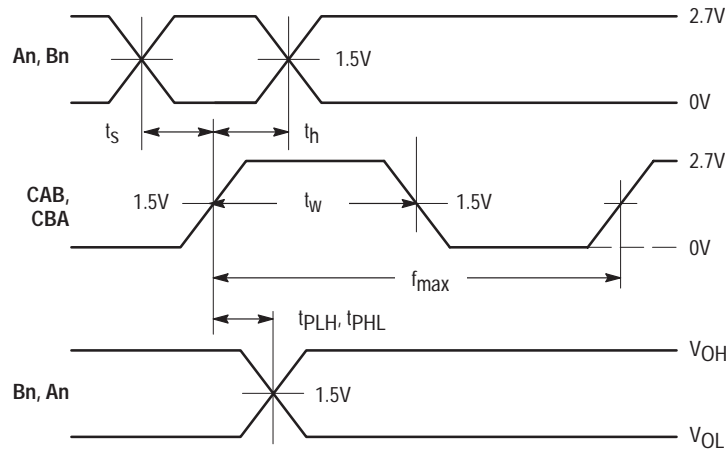 2.7V
An, Bn
1.5V
0V
ts
th
2.7V
CAB,
CBA
1.5V
tw
1.5V
0V
fmax
tPLH, tPHL
VOH
Bn, An
1.5V
VOL